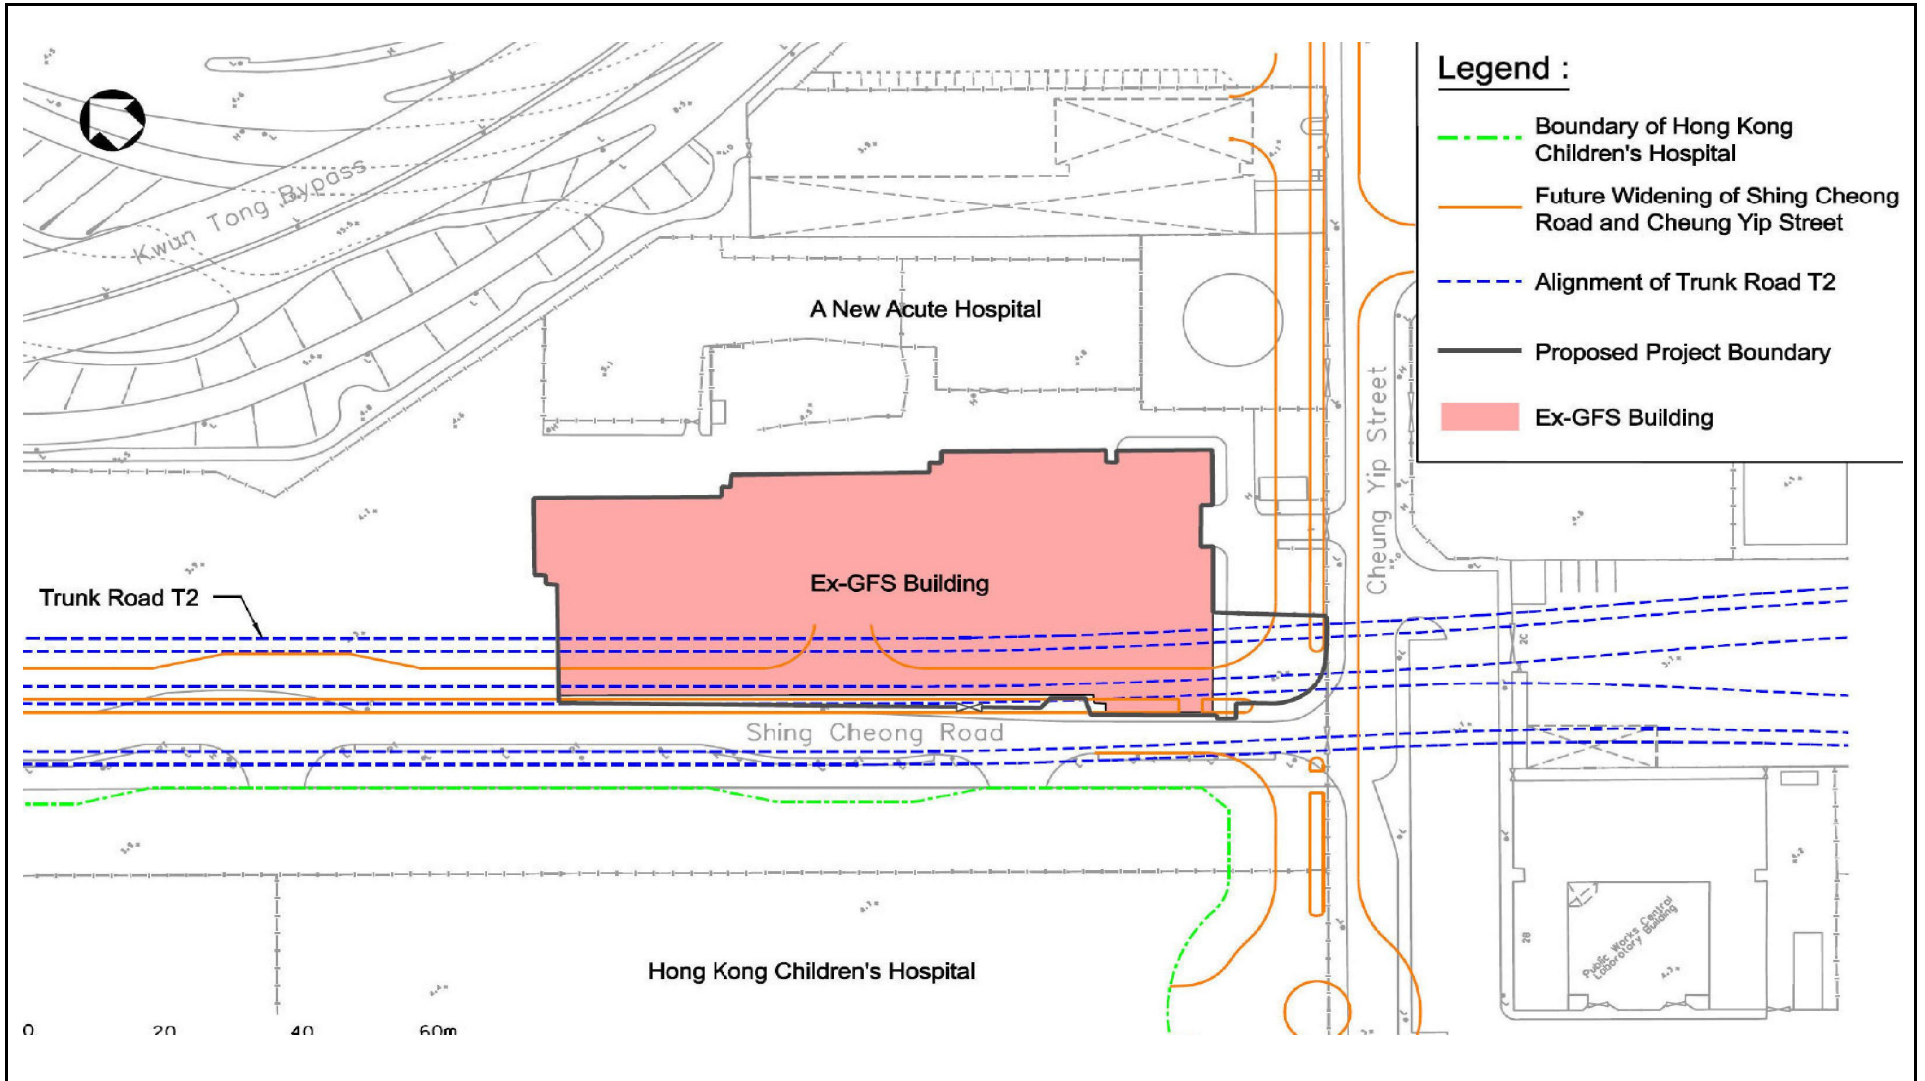 Legend :
Boundary of Hong Kong
Children's Hospital
Future Widening of Shing Cheong
Road and Cheung Yip Street
Alignment of Trunk Road T2
Proposed Project Boundary
Ex-GFS Building
Kwun Tong Bypass
A New Acute Hospital
Cheung Yip Street
Ex-GFS Building
Trunk Road T2
Shing Cheong Road
Hong Kong Children's Hospital
Public Works Central
Laboratory Building
2C
2B
0 20 40 60m